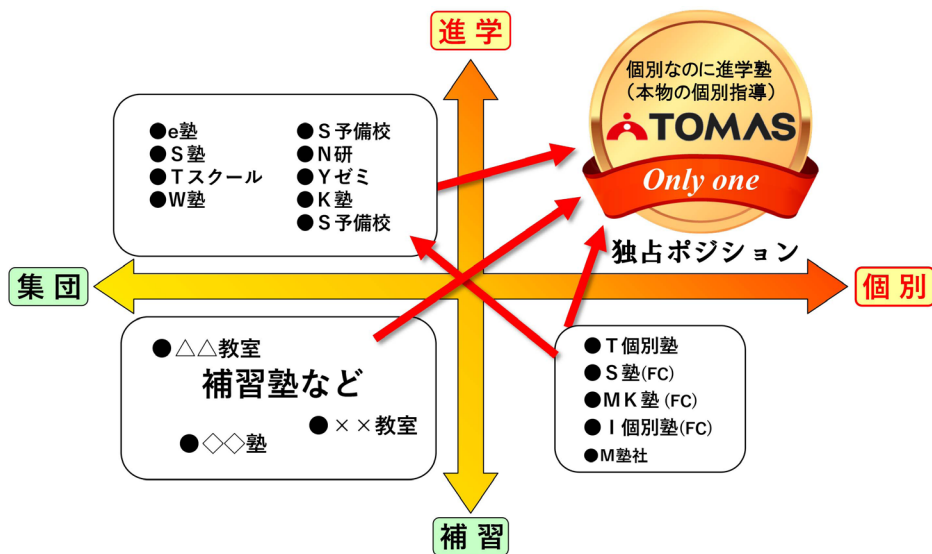 進学
個別なのに進学塾
(本物の個別指導)
TOMAS
Only one
独占ポジション
●e塾
●S塾
●Tスクール
●W塾
●S予備校
●N研
●Yゼミ
●K塾
●S予備校
集団
個別
●△△教室
補習塾など
●××教室
●◇◇塾
●T個別塾
●S塾(FC)
●MK塾(FC)
●I個別塾(FC)
●M塾社
補習